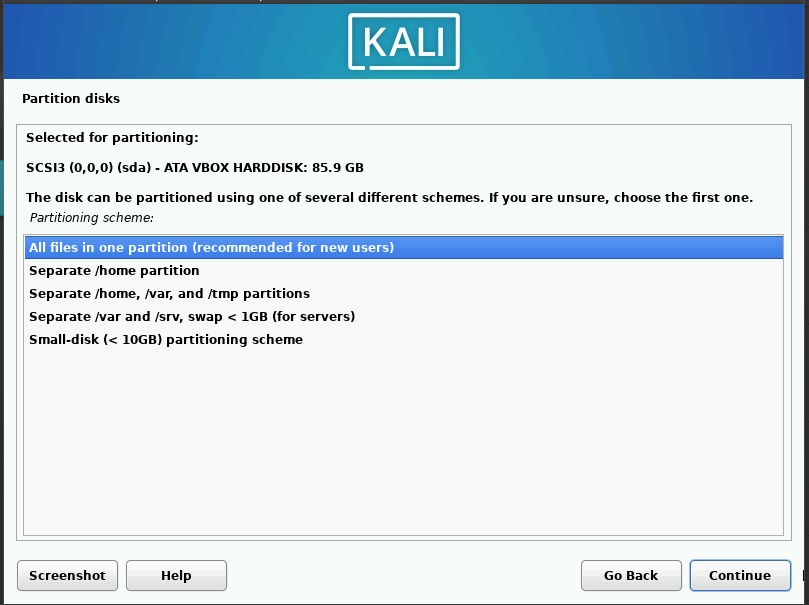 KALI
Partition disks
Selected for partitioning:
SCSI3 (0,0,0) (sda) - ATA VBOX HARDDISK: 85.9 GB
The disk can be partitioned using one of several different schemes. If you are unsure, choose the first one.
Partitioning scheme:
All files in one partition (recommended for new users)
Separate /home partition
Separate /home, /var, and /tmp partitions
Separate /var and /srv, swap < 1GB (for servers)
Small-disk (< 10GB) partitioning scheme
Screenshot Help Go Back Continue